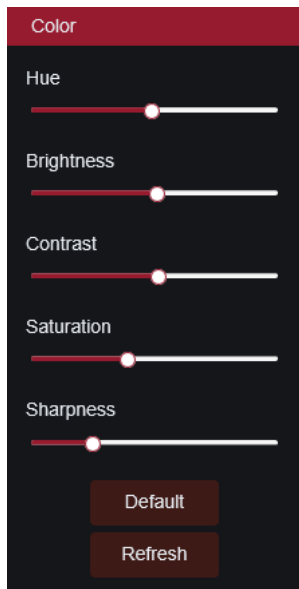 Color
Hue
Brightness
Contrast
Saturation
Sharpness
Default
Refresh